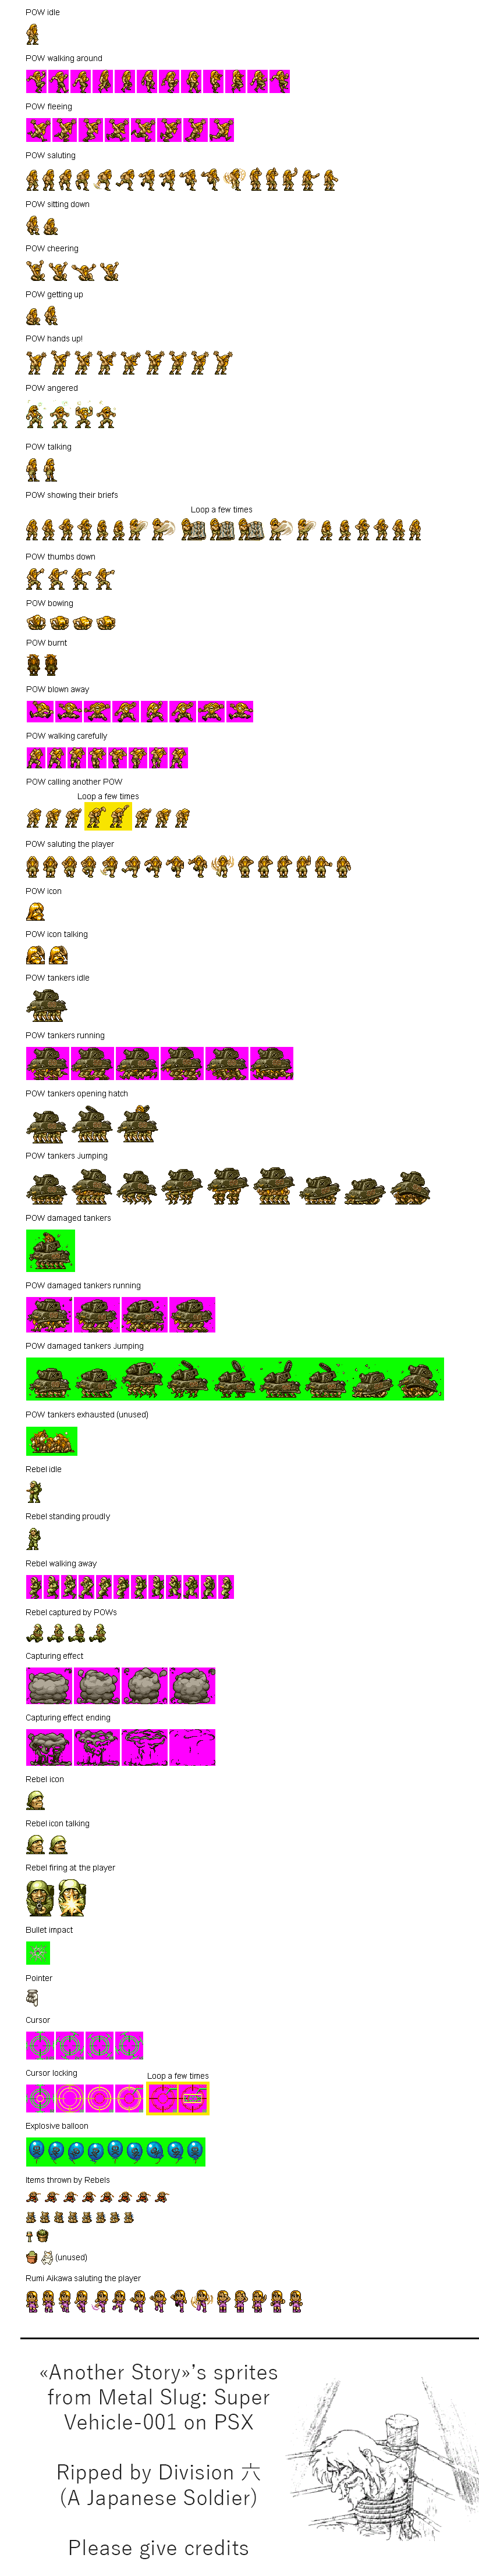 POW idle
POW walking around
POW fleeing
POW saluting
POW sitting down
POW cheering
POW getting up
POW hands up!
POW angered
POW talking
POW showing their briefs
Loop a few times
POW thumbs down
POW bowing
POW burnt
POW blown away
POW walking carefully
POW calling another POW
Loop a few times
POW saluting the player
POW icon
POW icon talking
POW tankers idle
POW tankers running
POW tankers opening hatch
POW tankers Jumping
POW damaged tankers
POW damaged tankers running
POW damaged tankers Jumping
POW tankers exhausted (unused)
Rebel idle
Rebel standing proudly
Rebel walking away
Rebel captured by POWs
Capturing effect
Capturing effect ending
Rebel icon
Rebel icon talking
Rebel firing at the player
Bullet impact
Pointer
Cursor
Cursor locking
Loop a few times
Explosive balloon
Items thrown by Rebels
(unused)
Rumi Aikawa saluting the player
«Another Story»'s sprites
from Metal Slug: Super
Vehicle-001 on PSX
Ripped by Division 六
(A Japanese Soldier)
Please give credits